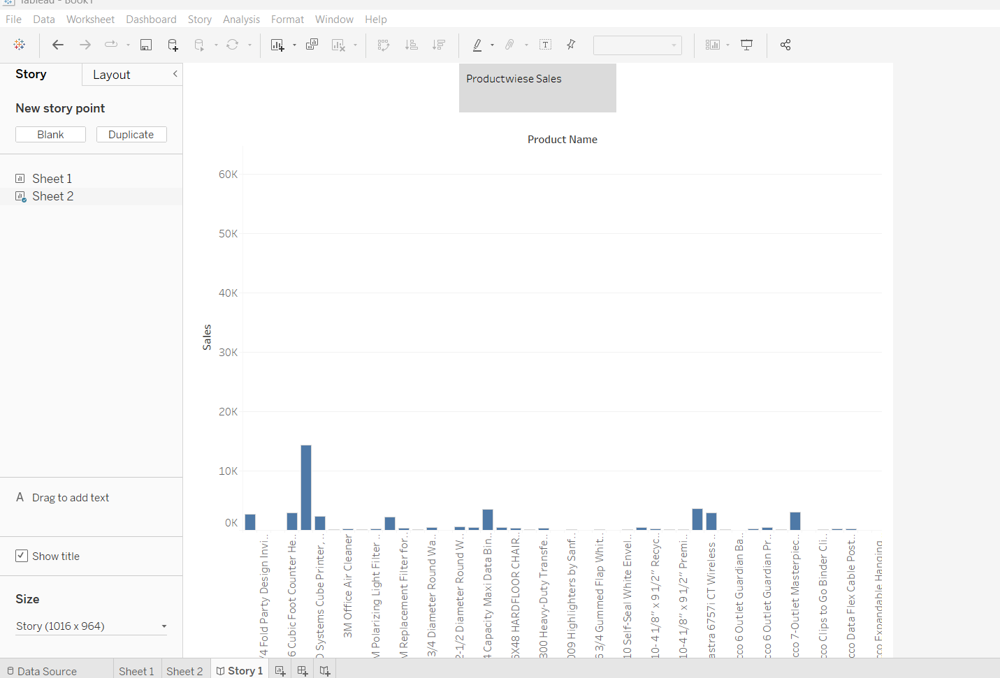 Tableau - Book1
File Data Worksheet Dashboard Story Analysis Format Window Help
Story
Layout
New story point
Blank
Duplicate
Sheet 1
Sheet 2
A Drag to add text
Show title
Size
Story (1016 x 964)
Productwiese Sales
Product Name
60K
50K
40K
30K
20K
10K
0K
Sales
/4 Fold Party Design Invi..
6 Cubic Foot Counter He..
Systems Cube Printer, ..
3M Office Air Cleaner
M Polarizing Light Filter ..
M Replacement Filter for..
3/4 Diameter Round Wa..
2-1/2 Diameter Round W..
4 Capacity Maxi Data Bin..
6X48 HARDFLOOR CHAIR..
300 Heavy-Duty Transfe..
009 Highlighters by Sanf..
6 3/4 Gummed Flap Whit..
10 Self-Seal White Envel..
10- 4 1/8" x 9 1/2" Recyc..
10-4 1/8" x 9 1/2" Premi..
astra 6757i CT Wireless ..
cco 6 Outlet Guardian Ba..
cco 6 Outlet Guardian Pr..
cco 7-Outlet Masterpiec..
cco Clips to Go Binder Cli..
cco Data Flex Cable Post..
cco Expandable Hanging
Data Source
Sheet 1
Sheet 2
Story 1